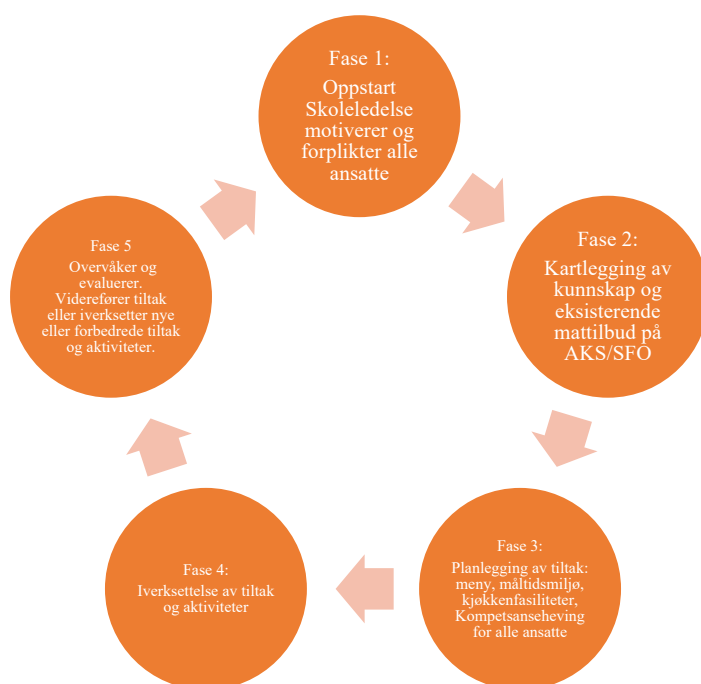 Fase 1:
Oppstart
Skoleledelse
motiverer og
forplikter alle
ansatte
Fase 2:
Kartlegging av
kunnskap og
eksisterende
mattilbud på
AKS/SFO
Fase 3:
Planlegging av tiltak:
meny, måltidsmiljø,
kjøkkenfasiliteter,
Kompetsanseheving
for alle ansatte
Fase 4:
Iverksettelse av tiltak
og aktiviteter
Fase 5
Overvåker og
evaluerer.
Viderefører tiltak
eller iverksetter nye
eller forbedrede tiltak
og aktiviteter.